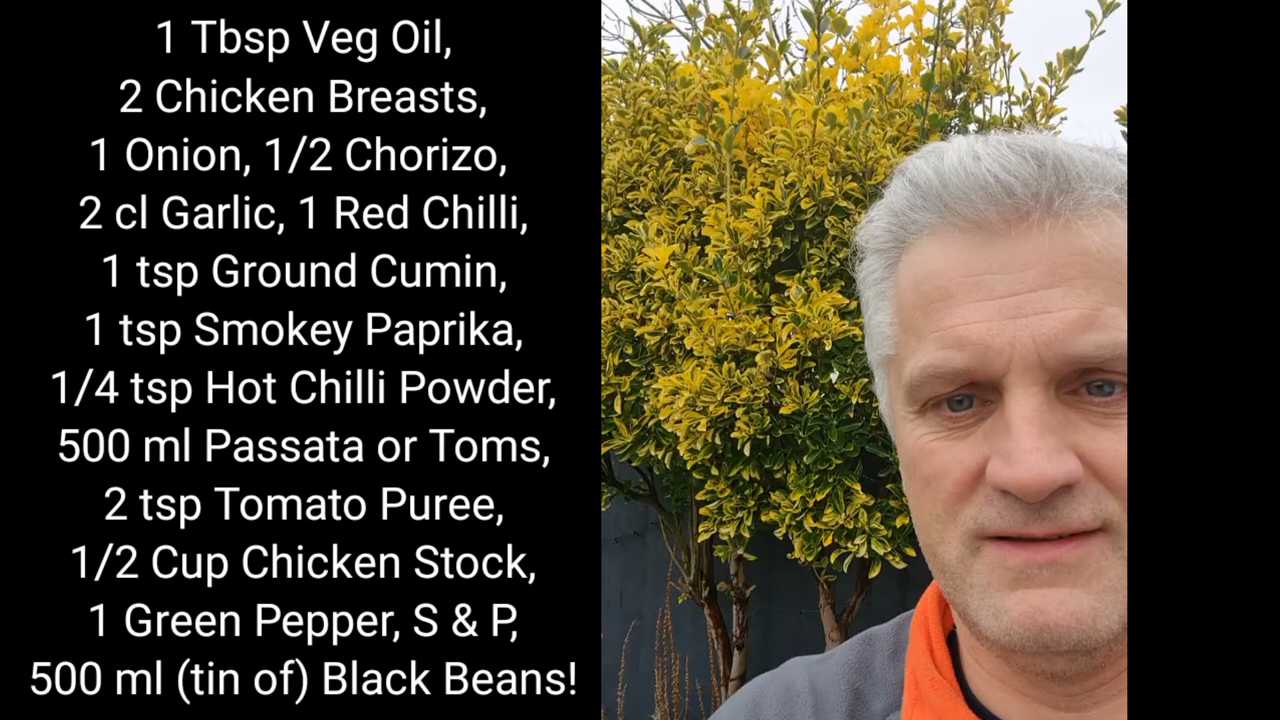 1 Tbsp Veg Oil,
2 Chicken Breasts,
1 Onion, 1/2 Chorizo,
2 cl Garlic, 1 Red Chilli,
1 tsp Ground Cumin,
1 tsp Smokey Paprika,
1/4 tsp Hot Chilli Powder,
500 ml Passata or Toms,
2 tsp Tomato Puree,
1/2 Cup Chicken Stock,
1 Green Pepper, S & P,
500 ml (tin of) Black Beans!